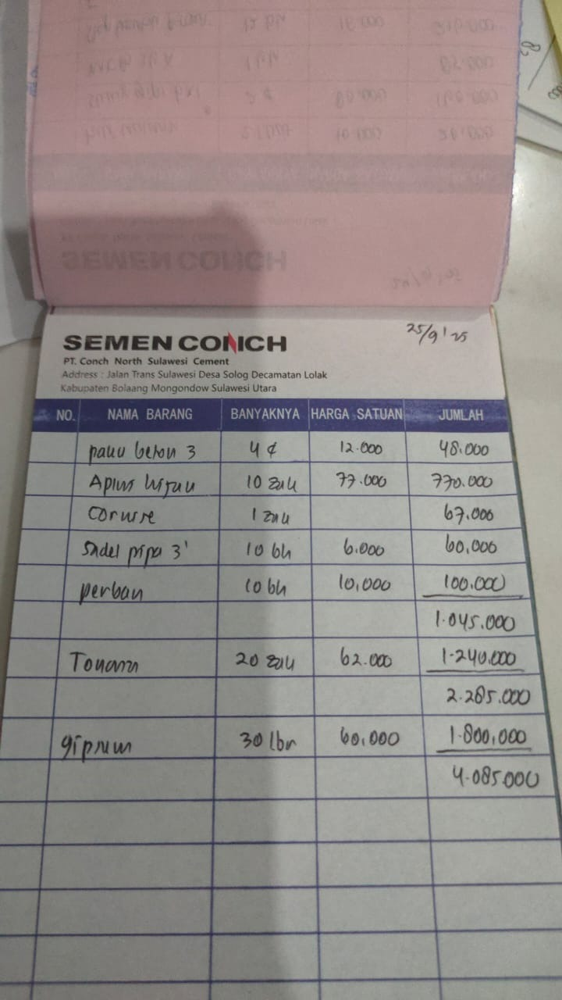 SEMEN CONCH
25/9'25
PT. Conch North Sulawesi Cement
Address : Jalan Trans Sulawesi Desa Solog Decamatan Lolak
Kabupaten Bolaang Mongondow Sulawesi Utara
NO. NAMA BARANG BANYAKNYA HARGA SATUAN JUMLAH
paku beton 3 4 ¢ 12.000 48.000
Aplus hijau 10 zak 77.000 770.000
1 zak 67.000
Sadel pipa 3' 10 bh 6.000 60,000
perban 10 bh 10,000 100.000
1.045.000
20 zak 62.000 1.240.000
2.285.000
30 lbr 60,000 1.800,000
4.085.000